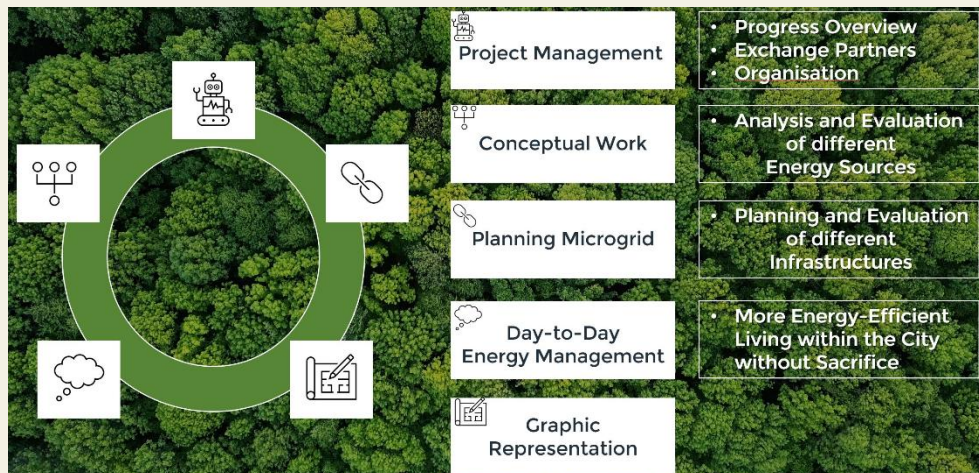 Project Management
• Progress Overview
• Exchange Partners
• Organisation
Conceptual Work
• Analysis and Evaluation
of different
Energy Sources
Planning Microgrid
• Planning and Evaluation
of different
Infrastructures
Day-to-Day
Energy Management
• More Energy-Efficient
Living within the City
without Sacrifice
Graphic
Representation